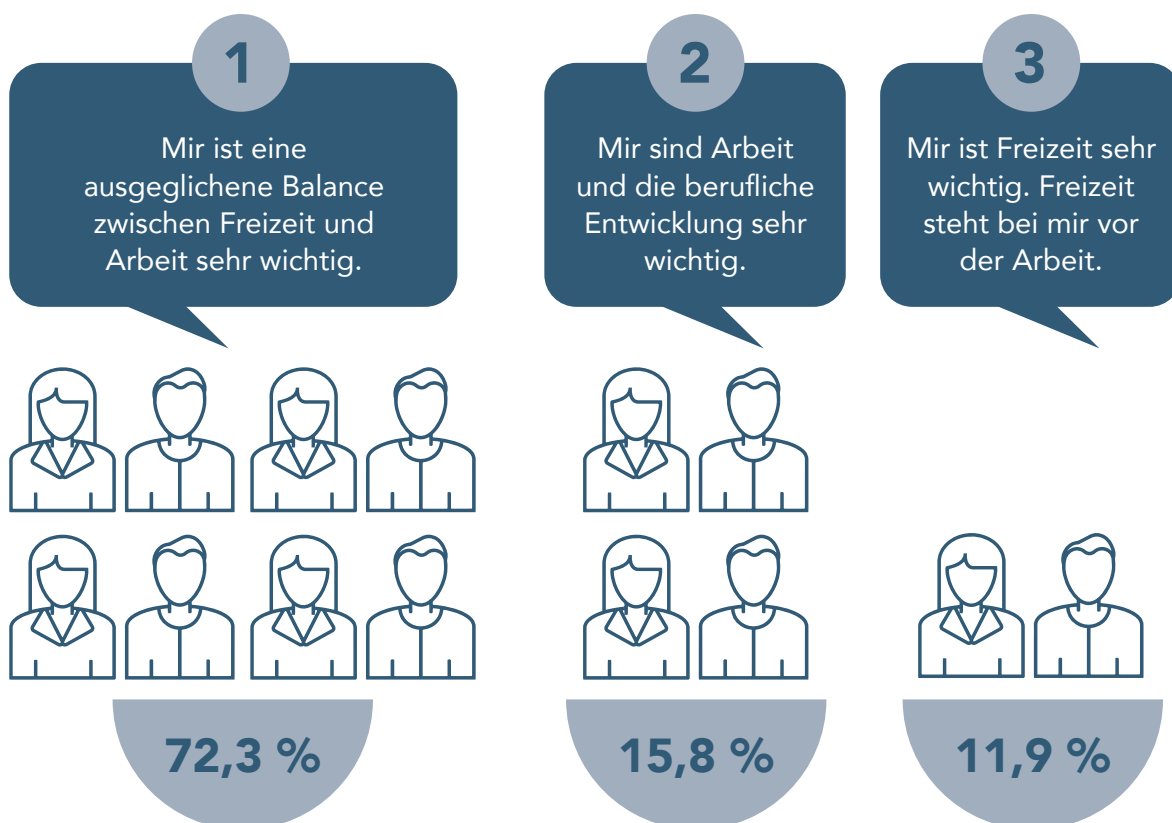 1
Mir ist eine
ausgeglichene Balance
zwischen Freizeit und
Arbeit sehr wichtig.
2
Mir sind Arbeit
und die berufliche
Entwicklung sehr
wichtig.
3
Mir ist Freizeit sehr
wichtig. Freizeit
steht bei mir vor
der Arbeit.
72,3 %
15,8 %
11,9 %